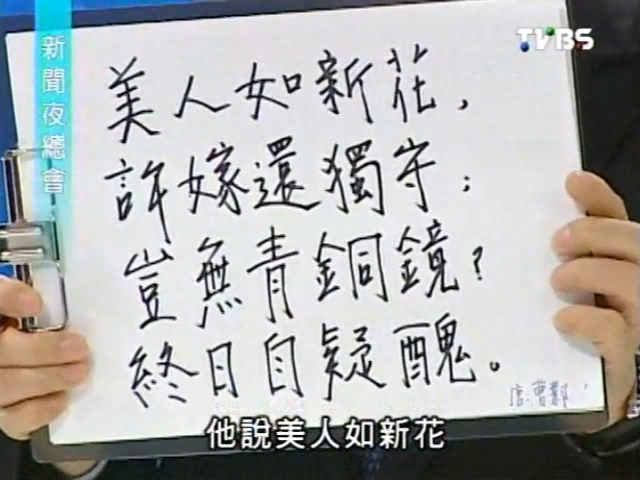 TVBS
新聞夜總會
美人如新花，
許嫁還獨守；
豈無青銅鏡？
終日自疑醜。
唐．曹鄴
他說美人如新花